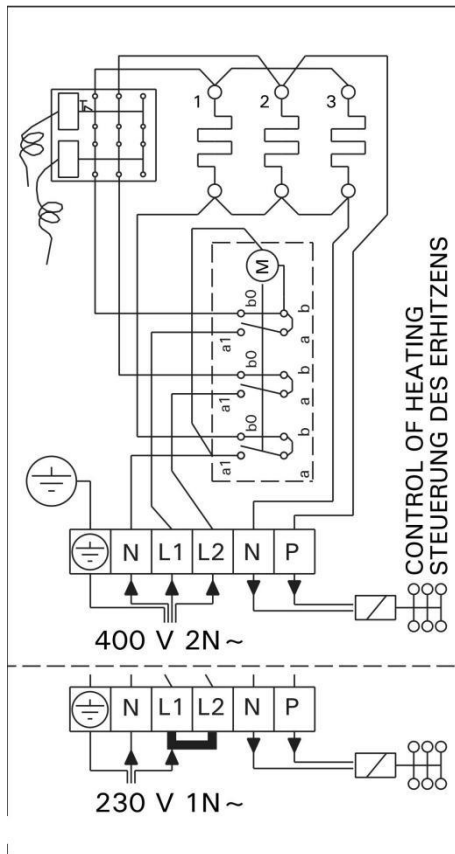 1 2 3
M
b0 b
a1 a
b0 b
a1 a
b0 b
a1 a
CONTROL OF HEATING
STEUERUNG DES ERHITZENS
N L1 L2 N P
400 V 2N~
N L1 L2 N P
230 V 1N~